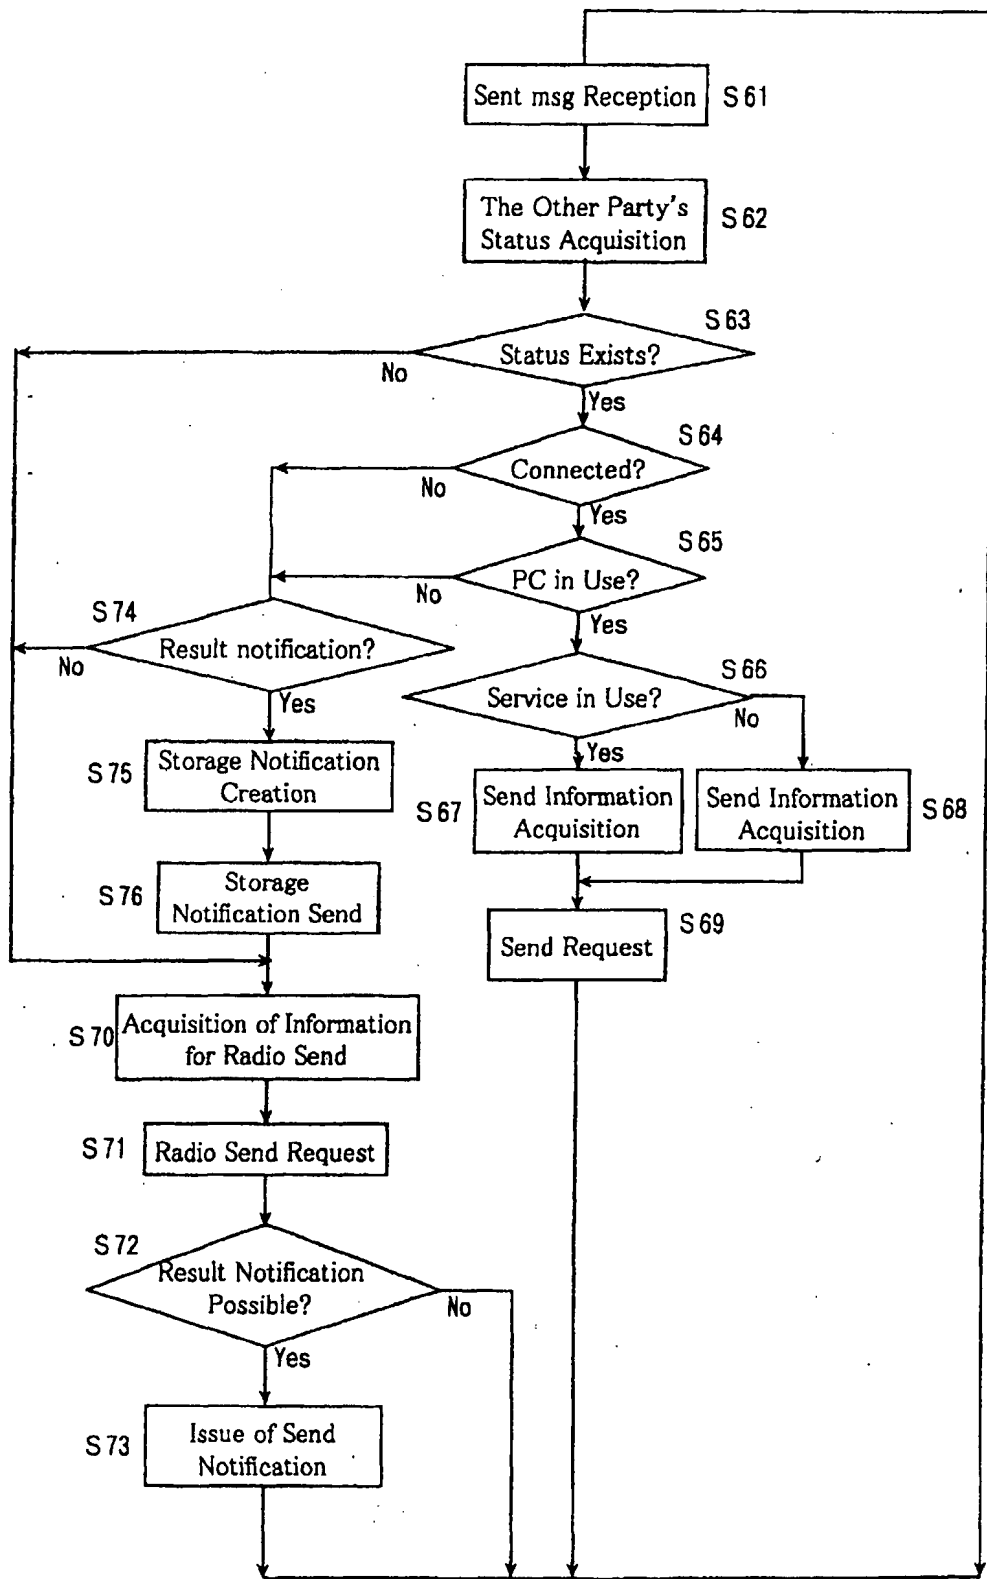 Sent msg Reception
S61
The Other Party's
Status Acquisition
S62
S63
Status Exists?
No
Yes
S64
Connected?
No
Yes
S65
PC in Use?
No
Yes
S74
Result notification?
No
Yes
S66
Service in Use?
No
Yes
S75
Storage Notification
Creation
S67
Send Information
Acquisition
Send Information
Acquisition
S68
S76
Storage
Notification Send
S69
Send Request
S70
Acquisition of Information
for Radio Send
S71
Radio Send Request
S72
Result Notification
Possible?
No
Yes
S73
Issue of Send
Notification